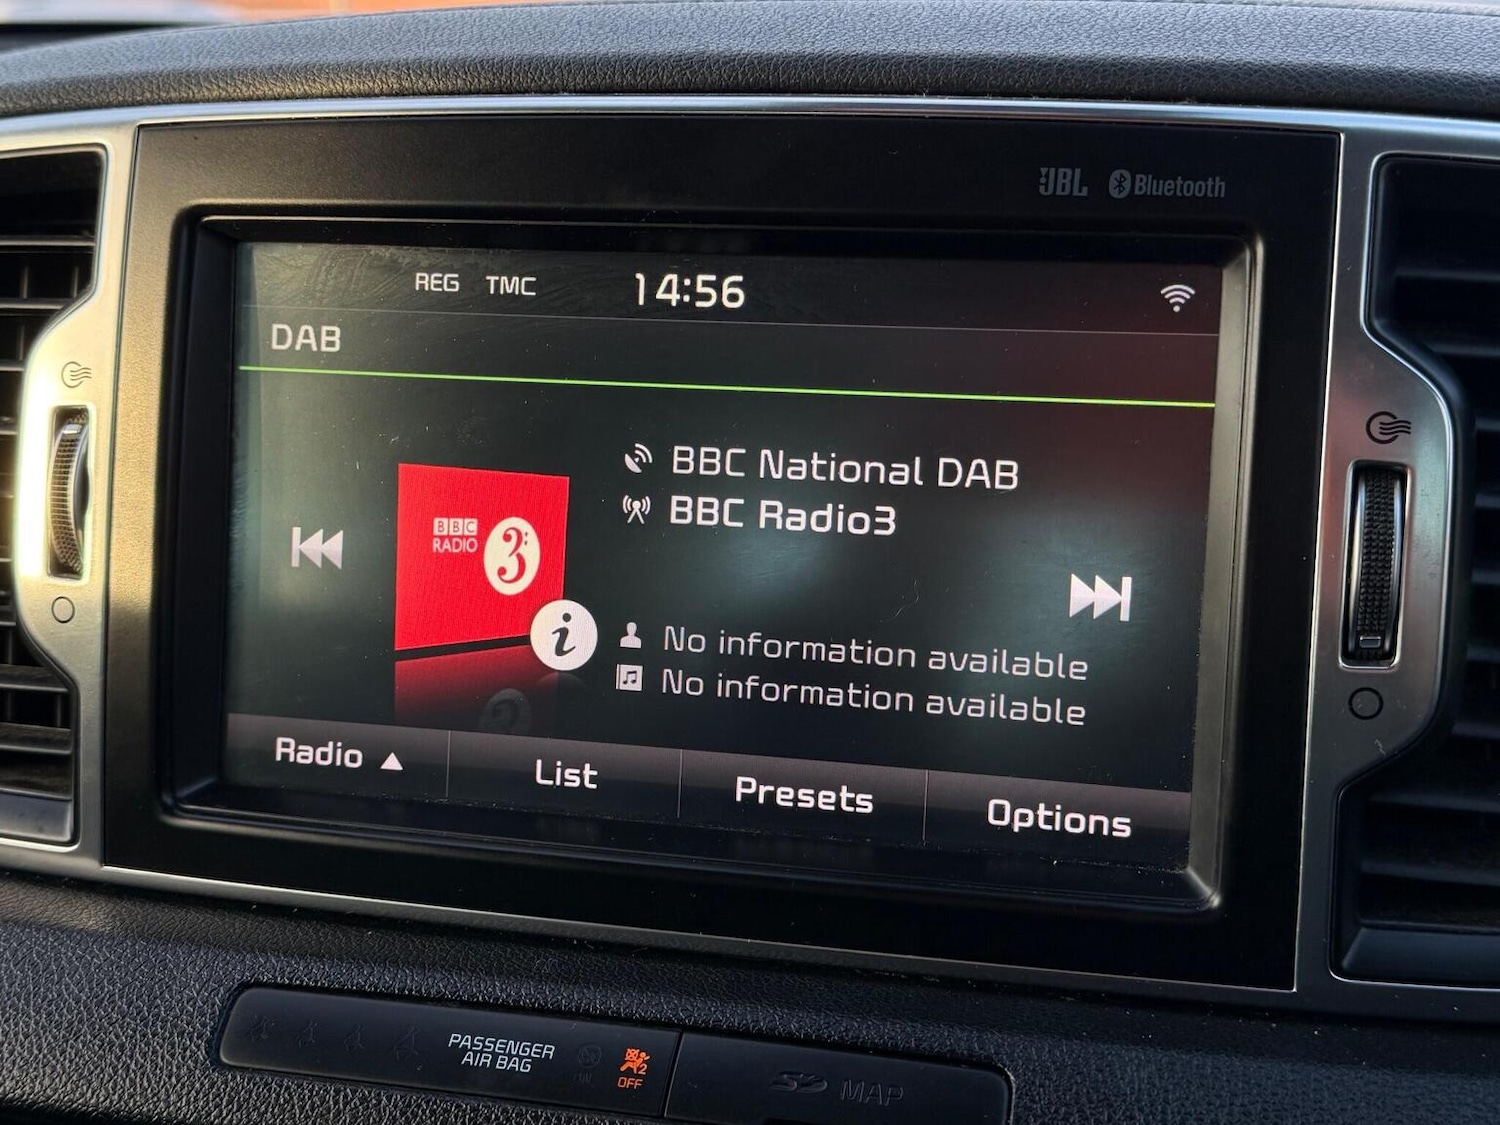 JBL Bluetooth
REG TMC 14:56
DAB
BBC National DAB
BBC Radio3
BBC
RADIO 3
i
No information available
No information available
Radio ▲ List Presets Options
PASSENGER
AIR BAG
2
OFF
MAP